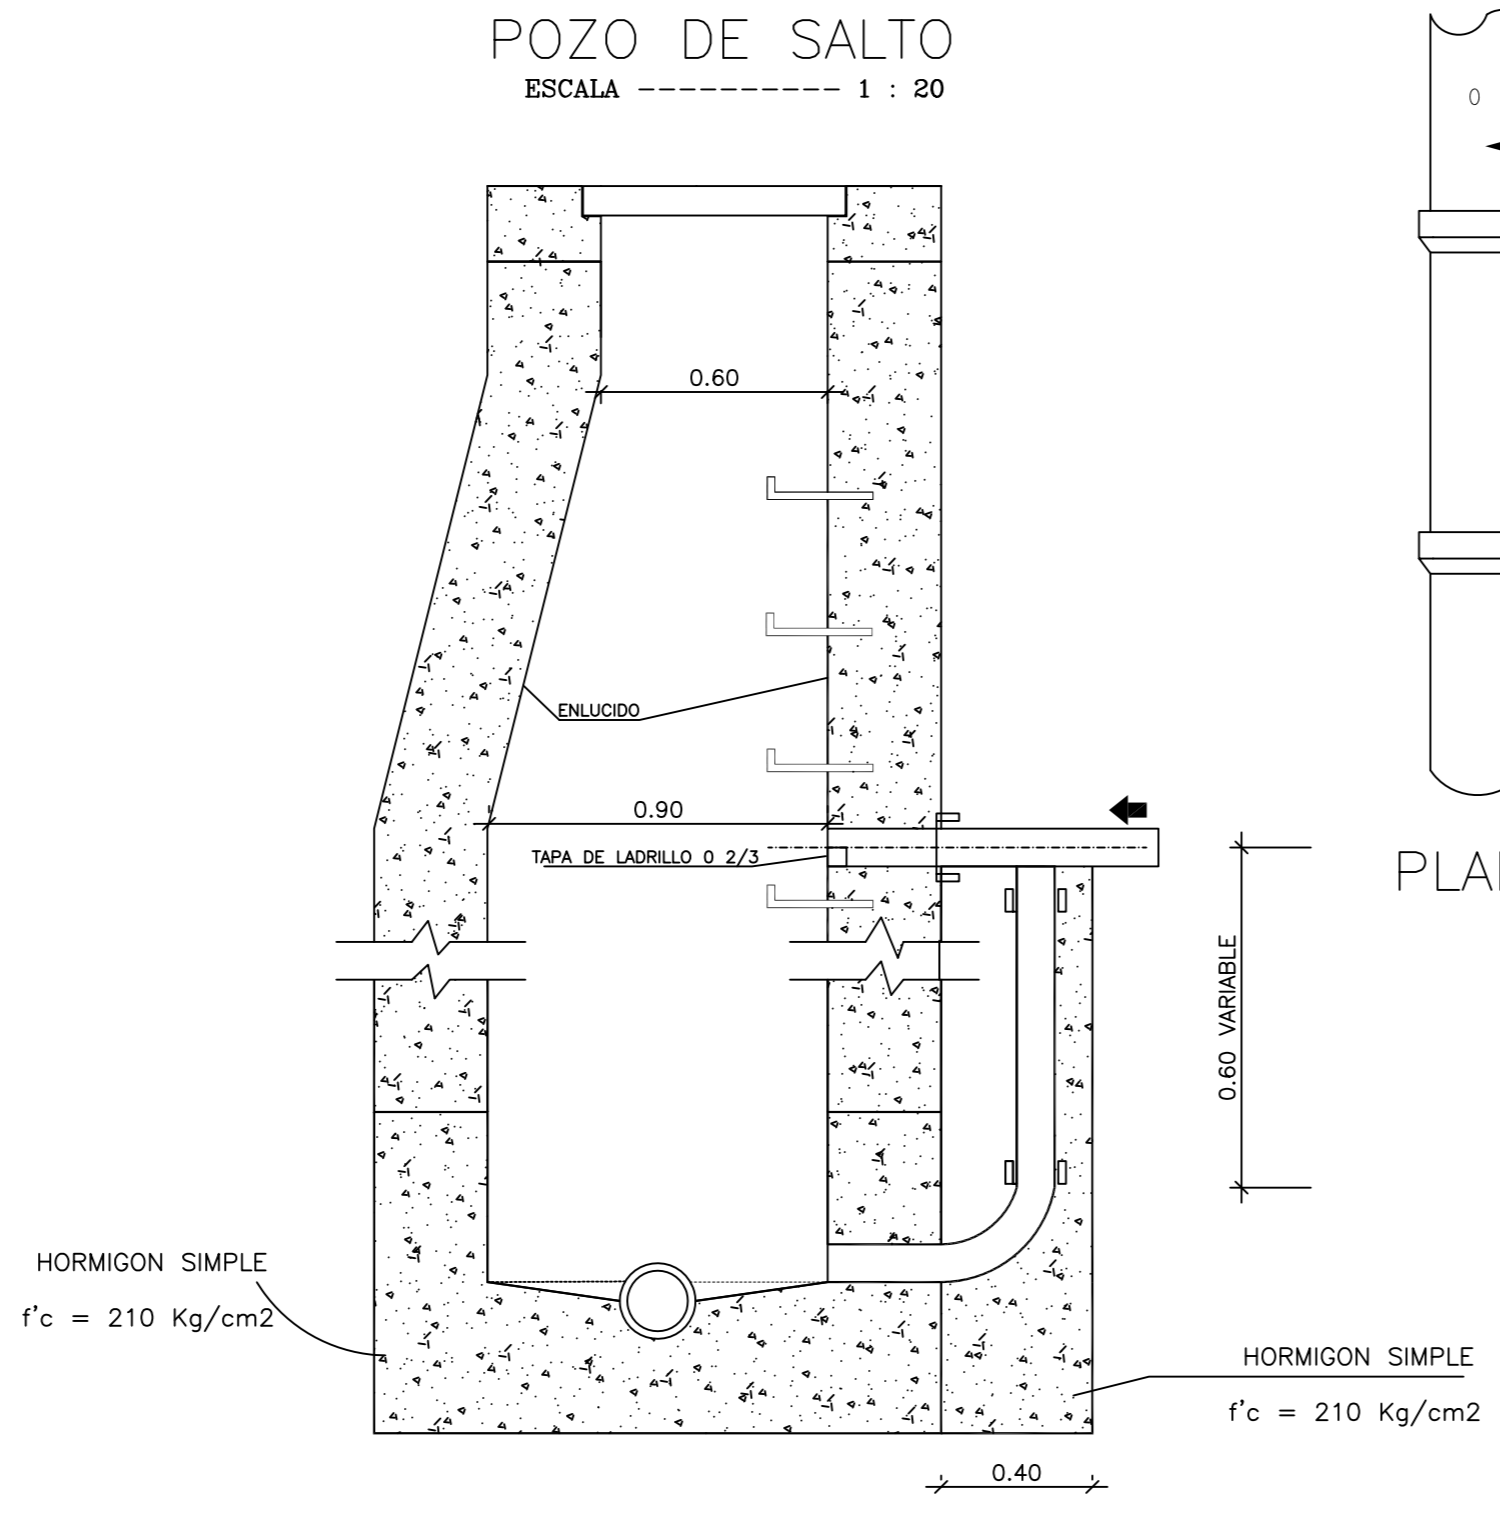 POZO DE SALTO
ESCALA ---------- 1 : 20
0
0.60
ENLUCIDO
0.90
TAPA DE LADRILLO 0 2/3
PLA
0.60 VARIABLE
HORMIGON SIMPLE
f'c = 210 Kg/cm2
HORMIGON SIMPLE
f'c = 210 Kg/cm2
0.40